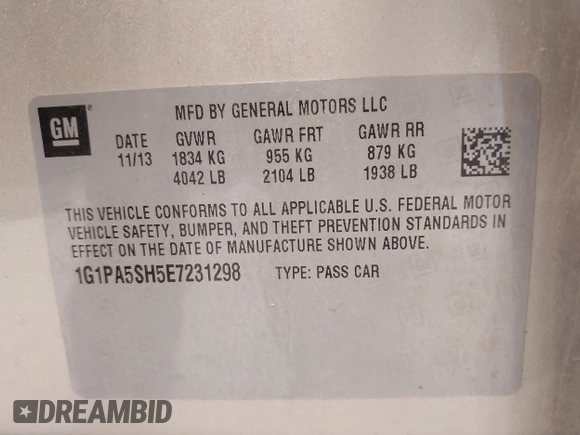 GM
MFD BY GENERAL MOTORS LLC
DATE GVWR GAWR FRT GAWR RR
11/13 1834 KG 955 KG 879 KG
4042 LB 2104 LB 1938 LB
THIS VEHICLE CONFORMS TO ALL APPLICABLE U.S. FEDERAL MOTOR
VEHICLE SAFETY, BUMPER, AND THEFT PREVENTION STANDARDS IN
EFFECT ON THE DATE OF MANUFACTURE SHOWN ABOVE.
1G1PA5SH5E7231298 TYPE: PASS CAR
DREAMBID